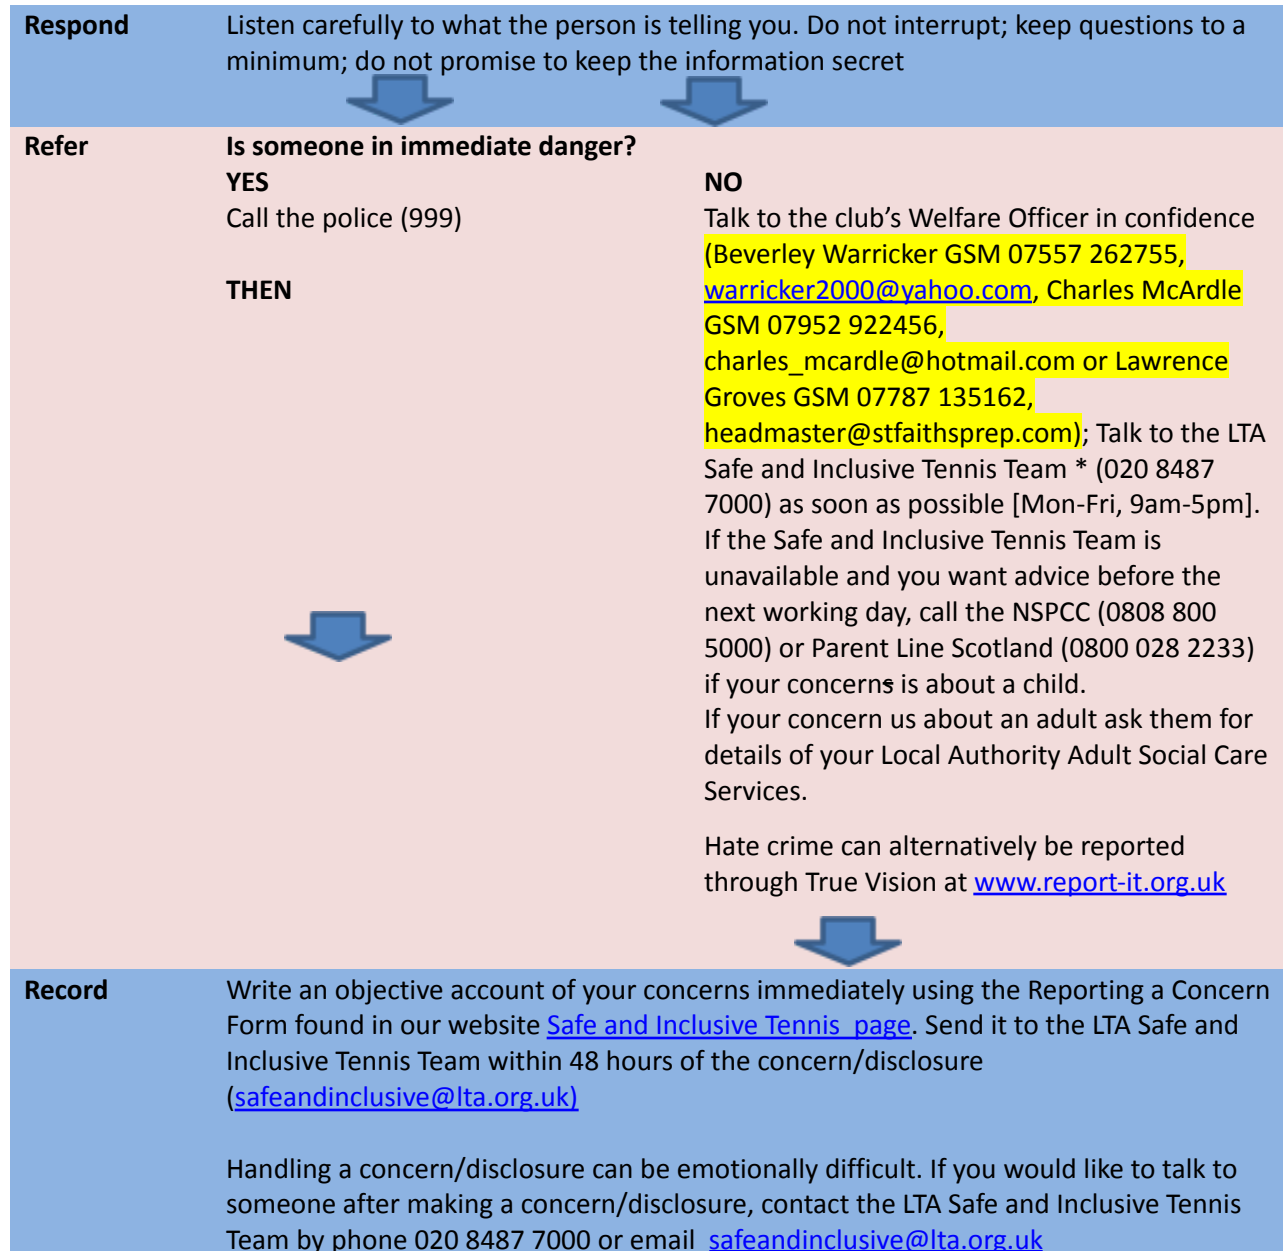 Respond
Listen carefully to what the person is telling you. Do not interrupt; keep questions to a
minimum; do not promise to keep the information secret
Refer
Is someone in immediate danger?
YES
Call the police (999)
THEN
NO
Talk to the club’s Welfare Officer in confidence
(Beverley Warricker GSM 07557 262755,
warricker2000@yahoo.com, Charles McArdle
GSM 07952 922456,
charles_mcardle@hotmail.com or Lawrence
Groves GSM 07787 135162,
headmaster@stfaithsprep.com); Talk to the LTA
Safe and Inclusive Tennis Team * (020 8487
7000) as soon as possible [Mon-Fri, 9am-5pm].
If the Safe and Inclusive Tennis Team is
unavailable and you want advice before the
next working day, call the NSPCC (0808 800
5000) or Parent Line Scotland (0800 028 2233)
if your concerns is about a child.
If your concern us about an adult ask them for
details of your Local Authority Adult Social Care
Services.
Hate crime can alternatively be reported
through True Vision at www.report-it.org.uk
Record
Write an objective account of your concerns immediately using the Reporting a Concern
Form found in our website Safe and Inclusive Tennis  page. Send it to the LTA Safe and
Inclusive Tennis Team within 48 hours of the concern/disclosure
(safeandinclusive@lta.org.uk)
Handling a concern/disclosure can be emotionally difficult. If you would like to talk to
someone after making a concern/disclosure, contact the LTA Safe and Inclusive Tennis
Team by phone 020 8487 7000 or email  safeandinclusive@lta.org.uk